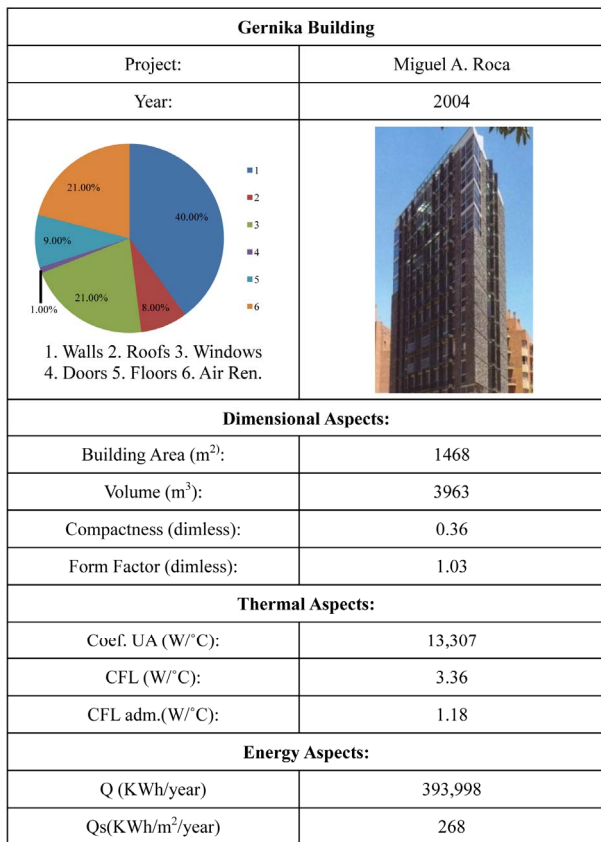 Gernika Building
Project: Miguel A. Roca
Year: 2004
21.00%
40.00%
9.00%
1.00%
21.00%
8.00%
1
2
3
4
5
6
1. Walls 2. Roofs 3. Windows
4. Doors 5. Floors 6. Air Ren.
Dimensional Aspects:
Building Area (m²⁾: 1468
Volume (m³): 3963
Compactness (dimless): 0.36
Form Factor (dimless): 1.03
Thermal Aspects:
Coef. UA (W/˚C): 13,307
CFL (W/˚C): 3.36
CFL adm.(W/˚C): 1.18
Energy Aspects:
Q (KWh/year) 393,998
Qs(KWh/m²/year) 268